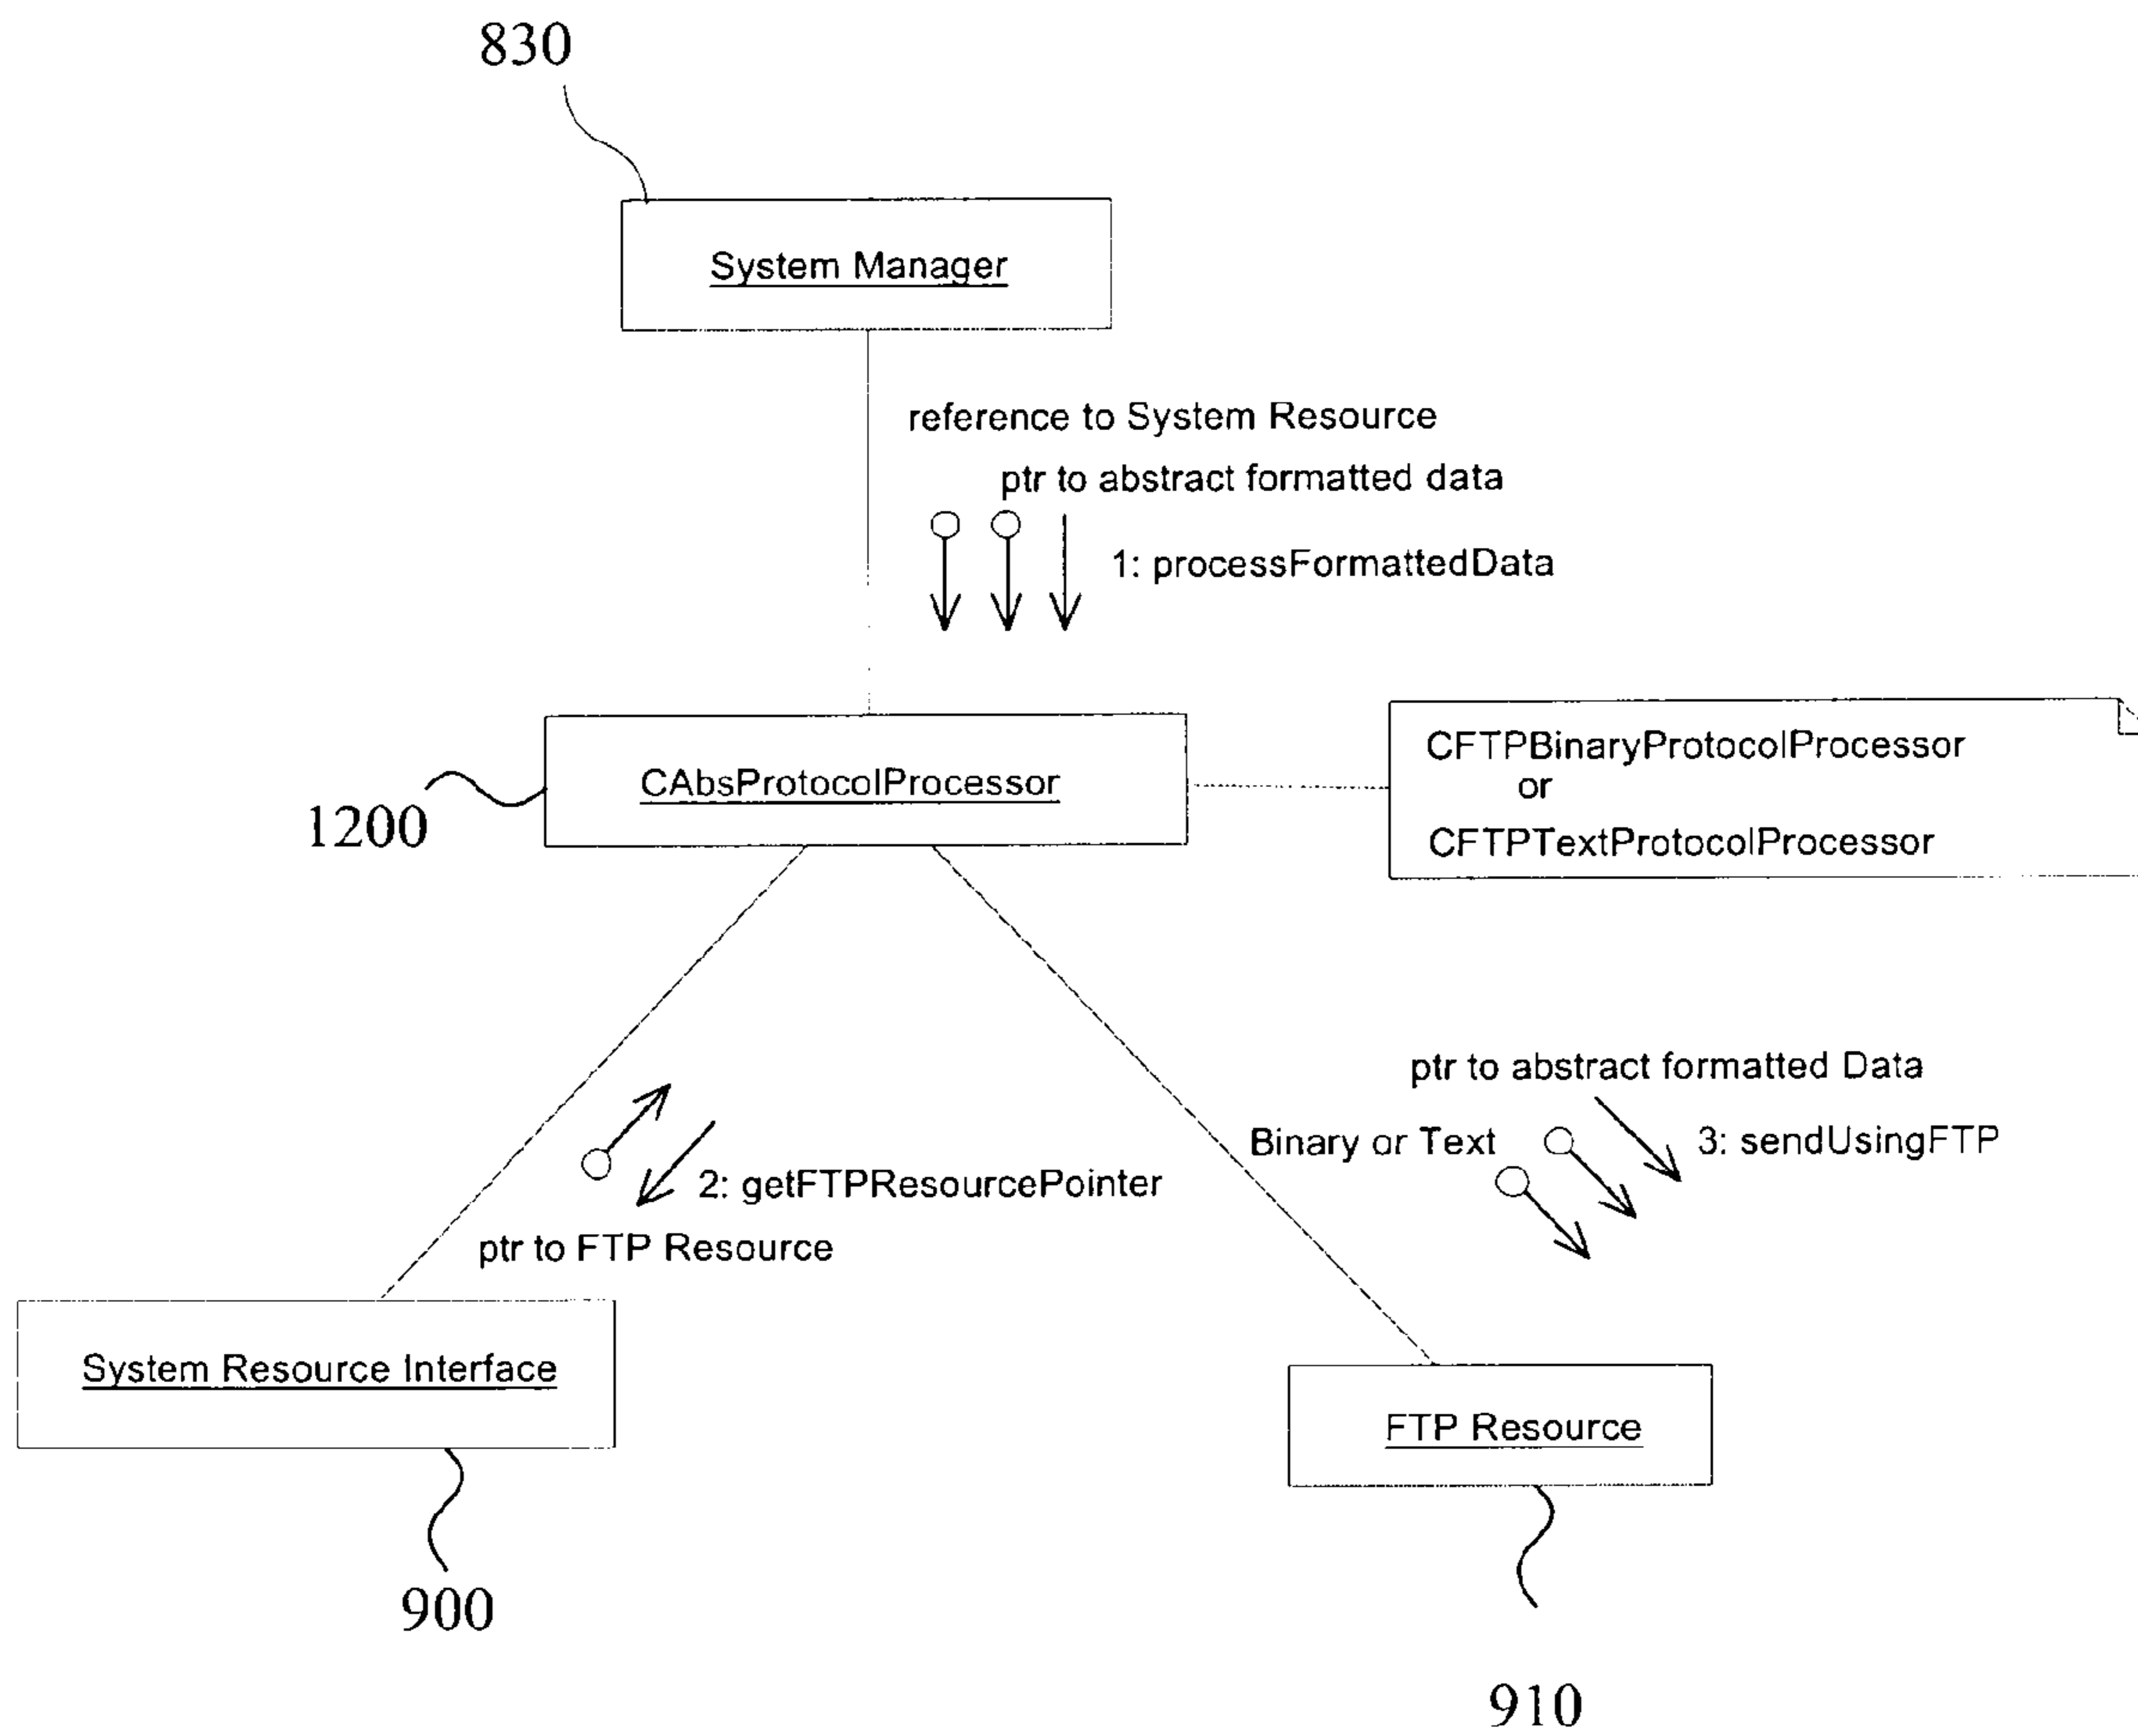 830
System Manager
reference to System Resource
ptr to abstract formatted data
1: processFormattedData
CAbsProtocolProcessor
1200
CFTPBinaryProtocolProcessor
or
CFTPTextProtocolProcessor
ptr to abstract formatted Data
Binary or Text
3: sendUsingFTP
2: getFTPResourcePointer
ptr to FTP Resource
System Resource Interface
FTP Resource
900
910